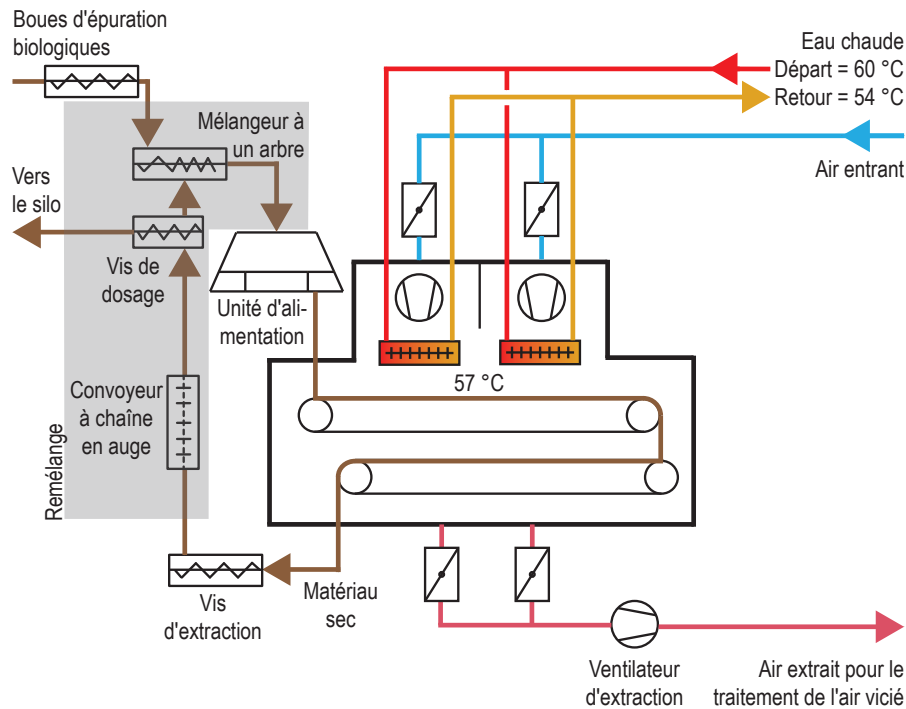 Boues d'épuration
biologiques
Eau chaude
Départ = 60 °C
Retour = 54 °C
Mélangeur à
un arbre
Air entrant
Vers
le silo
Vis de
dosage
Unité d'ali-
mentation
57 °C
Convoyeur
à chaîne
en auge
Remélange
Vis
d'extraction
Matériau
sec
Ventilateur
d'extraction
Air extrait pour le
traitement de l'air vicié